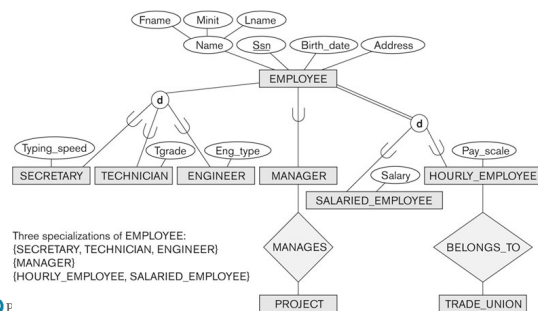 Fname Minit Lname
Name Ssn Birth_date Address
EMPLOYEE
d
d
Typing_speed Tgrade Eng_type Pay_scale
SECRETARY TECHNICIAN ENGINEER MANAGER HOURLY_EMPLOYEE
Salary
SALARIED_EMPLOYEE
Three specializations of EMPLOYEE:
{SECRETARY, TECHNICIAN, ENGINEER}
{MANAGER}
{HOURLY_EMPLOYEE, SALARIED_EMPLOYEE}
MANAGES BELONGS_TO
PROJECT TRADE_UNION